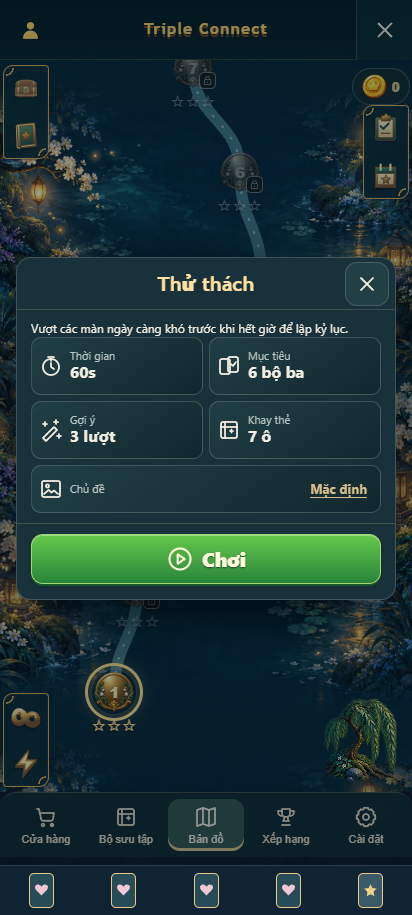 Triple Connect
0
7
6
Thử thách
Vượt các màn ngày càng khó trước khi hết giờ để lập kỷ lục.
Thời gian
60s
Mục tiêu
6 bộ ba
Gợi ý
3 lượt
Khay thẻ
7 ô
Chủ đề
Mặc định
Chơi
1
Cửa hàng
Bộ sưu tập
Bản đồ
Xếp hạng
Cài đặt